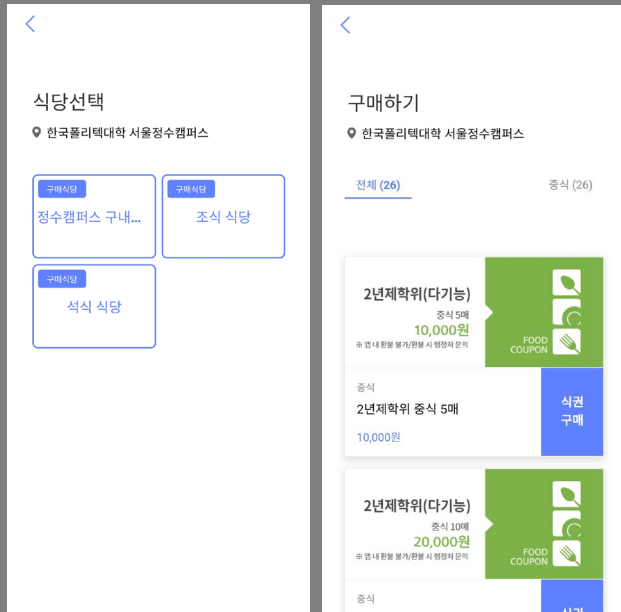 식당선택
한국폴리텍대학 서울정수캠퍼스
구매식당
정수캠퍼스 구내...
구매식당
조식 식당
구매식당
석식 식당
구매하기
한국폴리텍대학 서울정수캠퍼스
전체 (26)
중식 (26)
2년제학위(다기능)
중식 5매
10,000원
※ 앱 내 환불 불가/환불 시 행정처 문의
FOOD
COUPON
중식
2년제학위 중식 5매
10,000원
식권
구매
2년제학위(다기능)
중식 10매
20,000원
※ 앱 내 환불 불가/환불 시 행정처 문의
FOOD
COUPON
중식
식권